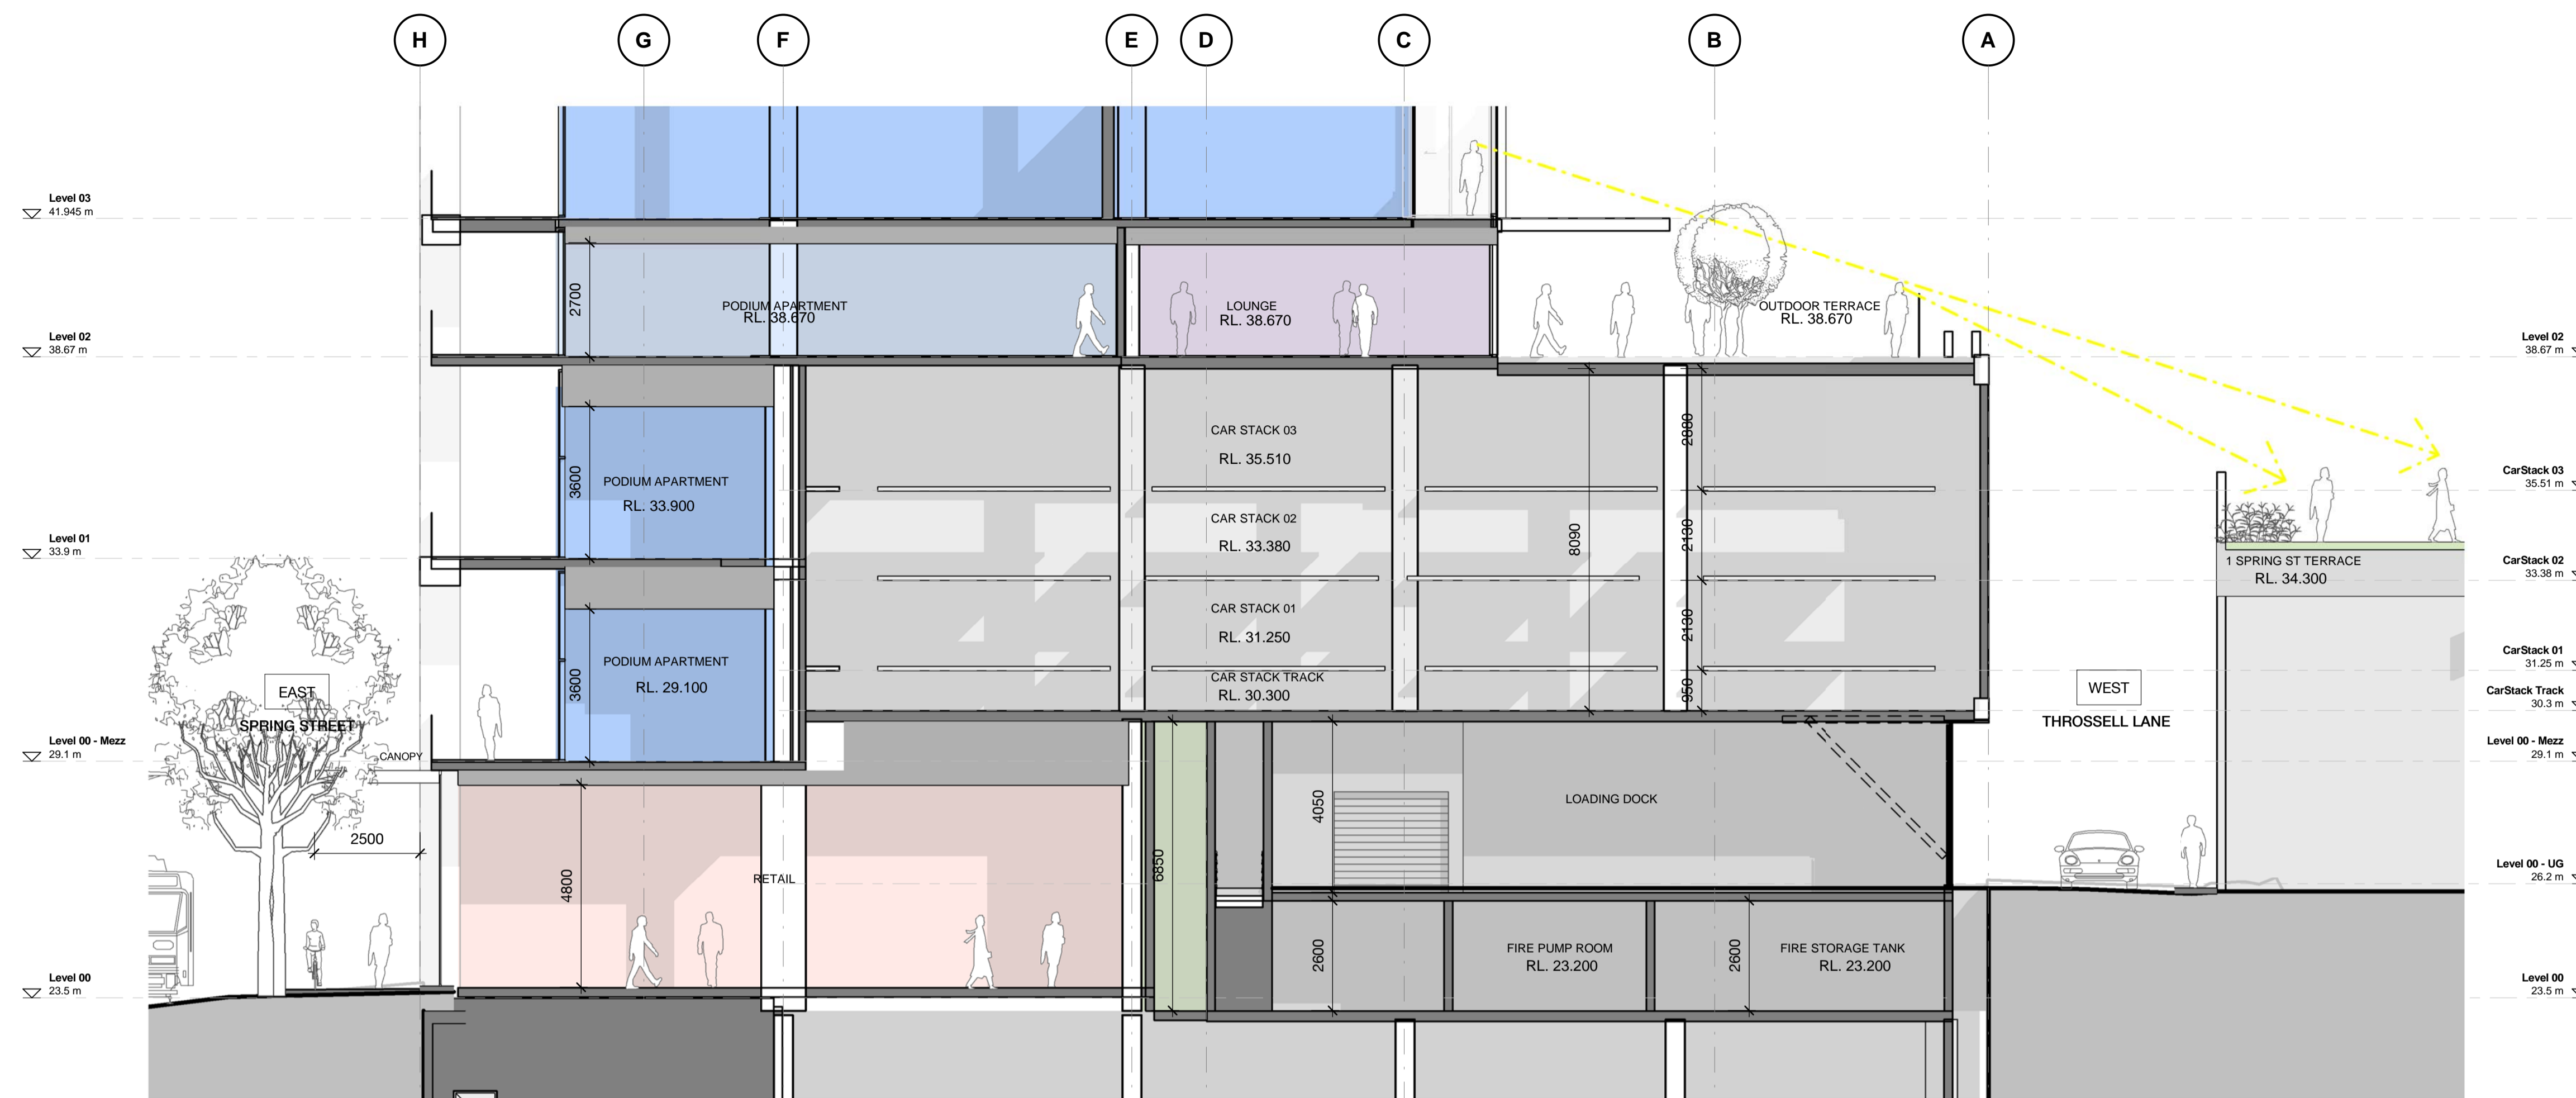 H
G
F
E
D
C
B
A
Level 03
41.945 m
2700
PODIUM APARTMENT
RL. 38.670
LOUNGE
RL. 38.670
OUTDOOR TERRACE
RL. 38.670
Level 02
38.67 m
Level 02
38.67 m
CAR STACK 03
RL. 35.510
2880
3600
PODIUM APARTMENT
RL. 33.900
CarStack 03
35.51 m
CAR STACK 02
RL. 33.380
8090
2130
Level 01
33.9 m
1 SPRING ST TERRACE
RL. 34.300
CarStack 02
33.38 m
CAR STACK 01
RL. 31.250
2130
3600
PODIUM APARTMENT
RL. 29.100
CarStack 01
31.25 m
CAR STACK TRACK
RL. 30.300
950
EAST
SPRING STREET
WEST
THROSSELL LANE
CarStack Track
30.3 m
Level 00 - Mezz
29.1 m
CANOPY
Level 00 - Mezz
29.1 m
2500
4800
RETAIL
6850
4050
LOADING DOCK
Level 00 - UG
26.2 m
2600
FIRE PUMP ROOM
RL. 23.200
2600
FIRE STORAGE TANK
RL. 23.200
Level 00
23.5 m
Level 00
23.5 m